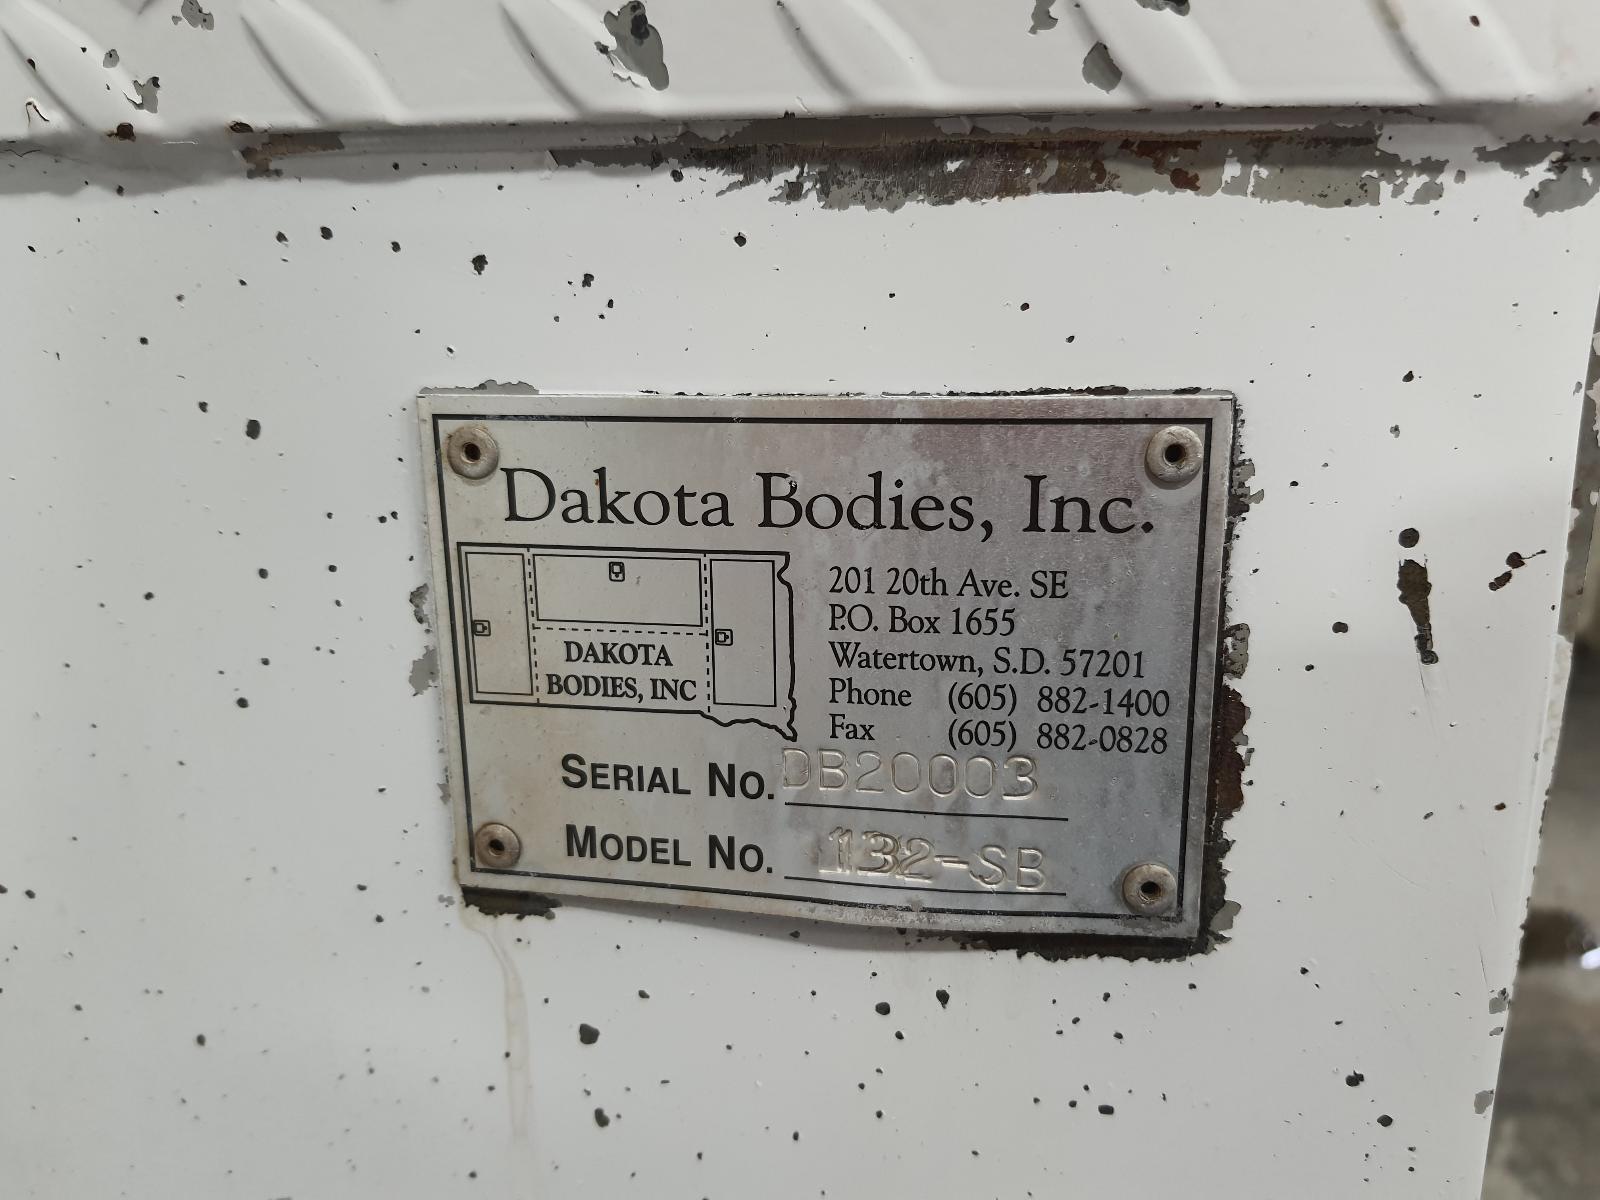 Dakota Bodies, Inc.
DAKOTA
BODIES, INC
201 20th Ave. SE
P.O. Box 1655
Watertown, S.D. 57201
Phone (605) 882-1400
Fax (605) 882-0828
SERIAL NO. DB20003
MODEL NO. 132-SB